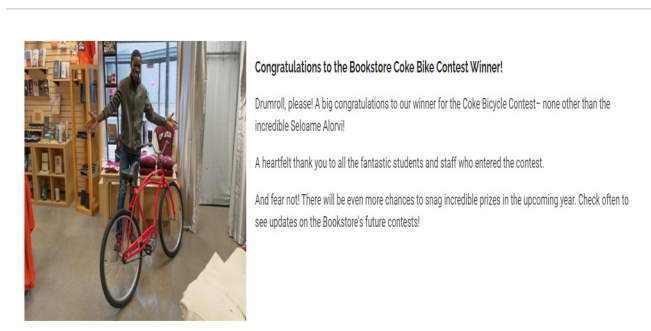 Congratulations to the Bookstore Coke Bike Contest Winner!
Drumroll, please! A big congratulations to our winner for the Coke Bicycle Contest– none other than the
incredible Seloame Alorvi!
A heartfelt thank you to all the fantastic students and staff who entered the contest.
And fear not! There will be even more chances to snag incredible prizes in the upcoming year. Check often to
see updates on the Bookstore's future contests!